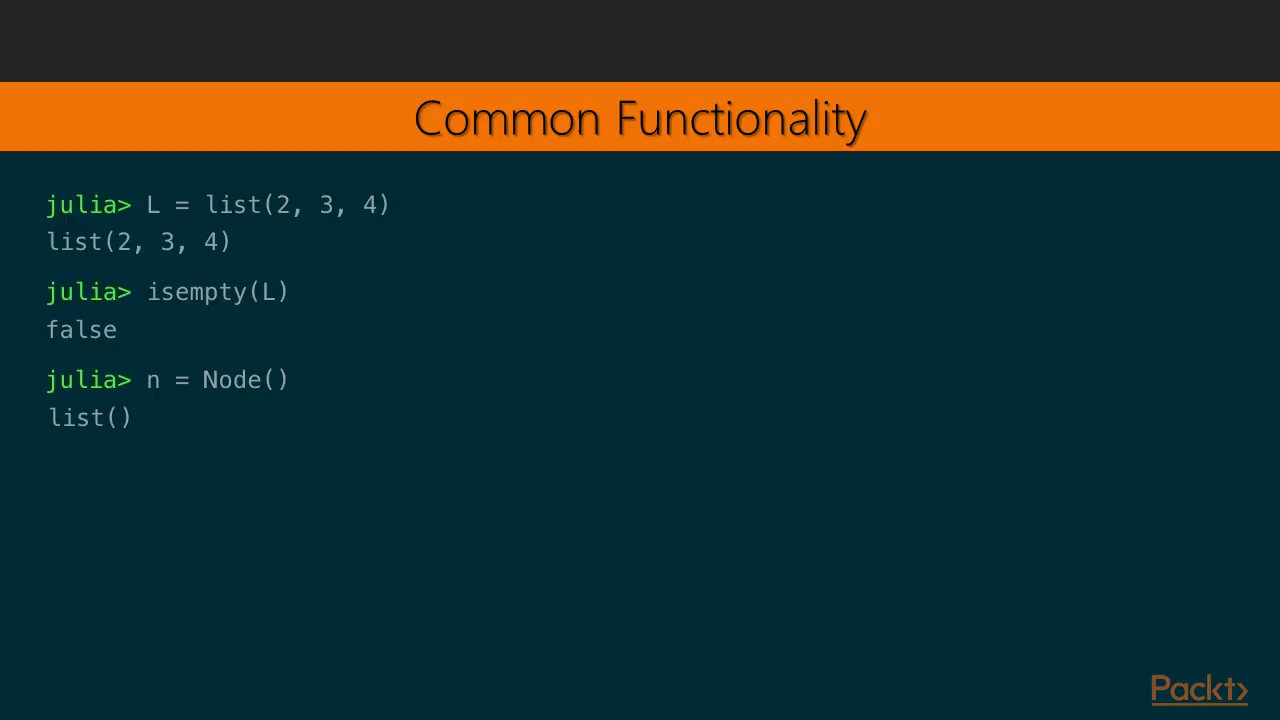 Common Functionality
julia> L = list(2, 3, 4)
list(2, 3, 4)
julia> isempty(L)
false
julia> n = Node()
list()
Packt>